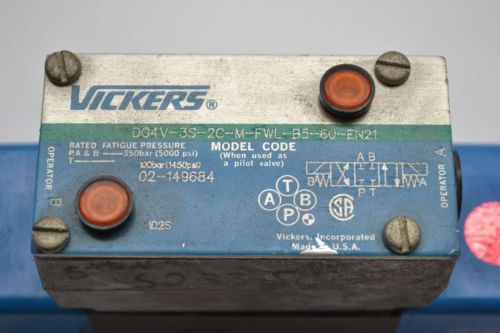 VICKERS®
DG4V-3S-2C-M-FWL-B5-60-EN21
RATED FATIGUE PRESSURE
P.A & B — 350bar (5000 psi)
T — 100bar (1450psi)
MODEL CODE
(When used as
a pilot valve)
02-149684
OPERATOR B
OPERATOR A
A B
B A
P T
T
A B
P
SA
102S
Vickers, Incorporated
Made in U.S.A.